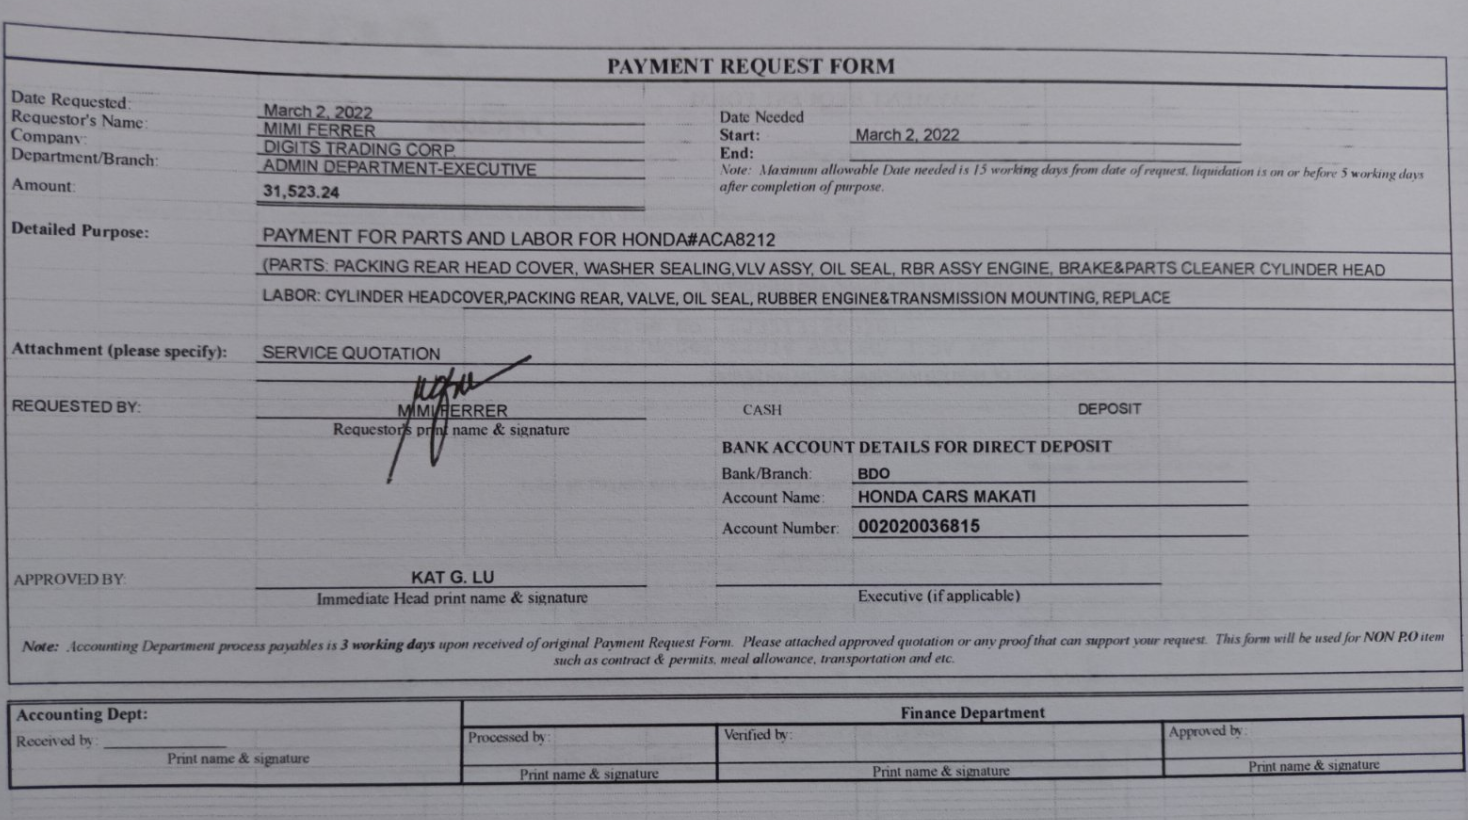 PAYMENT REQUEST FORM
Date Requested: March 2, 2022
Requestor's Name: MIMI FERRER
Company: DIGITS TRADING CORP.
Department/Branch: ADMIN DEPARTMENT-EXECUTIVE
Amount: 31,523.24
Date Needed
Start: March 2, 2022
End:
Note: Maximum allowable Date needed is 15 working days from date of request, liquidation is on or before 5 working days
after completion of purpose.
Detailed Purpose: PAYMENT FOR PARTS AND LABOR FOR HONDA#ACA8212
(PARTS: PACKING REAR HEAD COVER, WASHER SEALING,VLV ASSY, OIL SEAL, RBR ASSY ENGINE, BRAKE&PARTS CLEANER CYLINDER HEAD
LABOR: CYLINDER HEADCOVER,PACKING REAR, VALVE, OIL SEAL, RUBBER ENGINE&TRANSMISSION MOUNTING, REPLACE
Attachment (please specify): SERVICE QUOTATION
REQUESTED BY: MIMI FERRER
Requestor's print name & signature
CASH DEPOSIT
BANK ACCOUNT DETAILS FOR DIRECT DEPOSIT
Bank/Branch: BDO
Account Name: HONDA CARS MAKATI
Account Number: 002020036815
APPROVED BY: KAT G. LU
Immediate Head print name & signature
Executive (if applicable)
Note: Accounting Department process payables is 3 working days upon received of original Payment Request Form. Please attached approved quotation or any proof that can support your request. This form will be used for NON P.O item
such as contract & permits, meal allowance, transportation and etc.
Accounting Dept:
Received by:
Print name & signature
Finance Department
Processed by:
Print name & signature
Verified by:
Print name & signature
Approved by:
Print name & signature